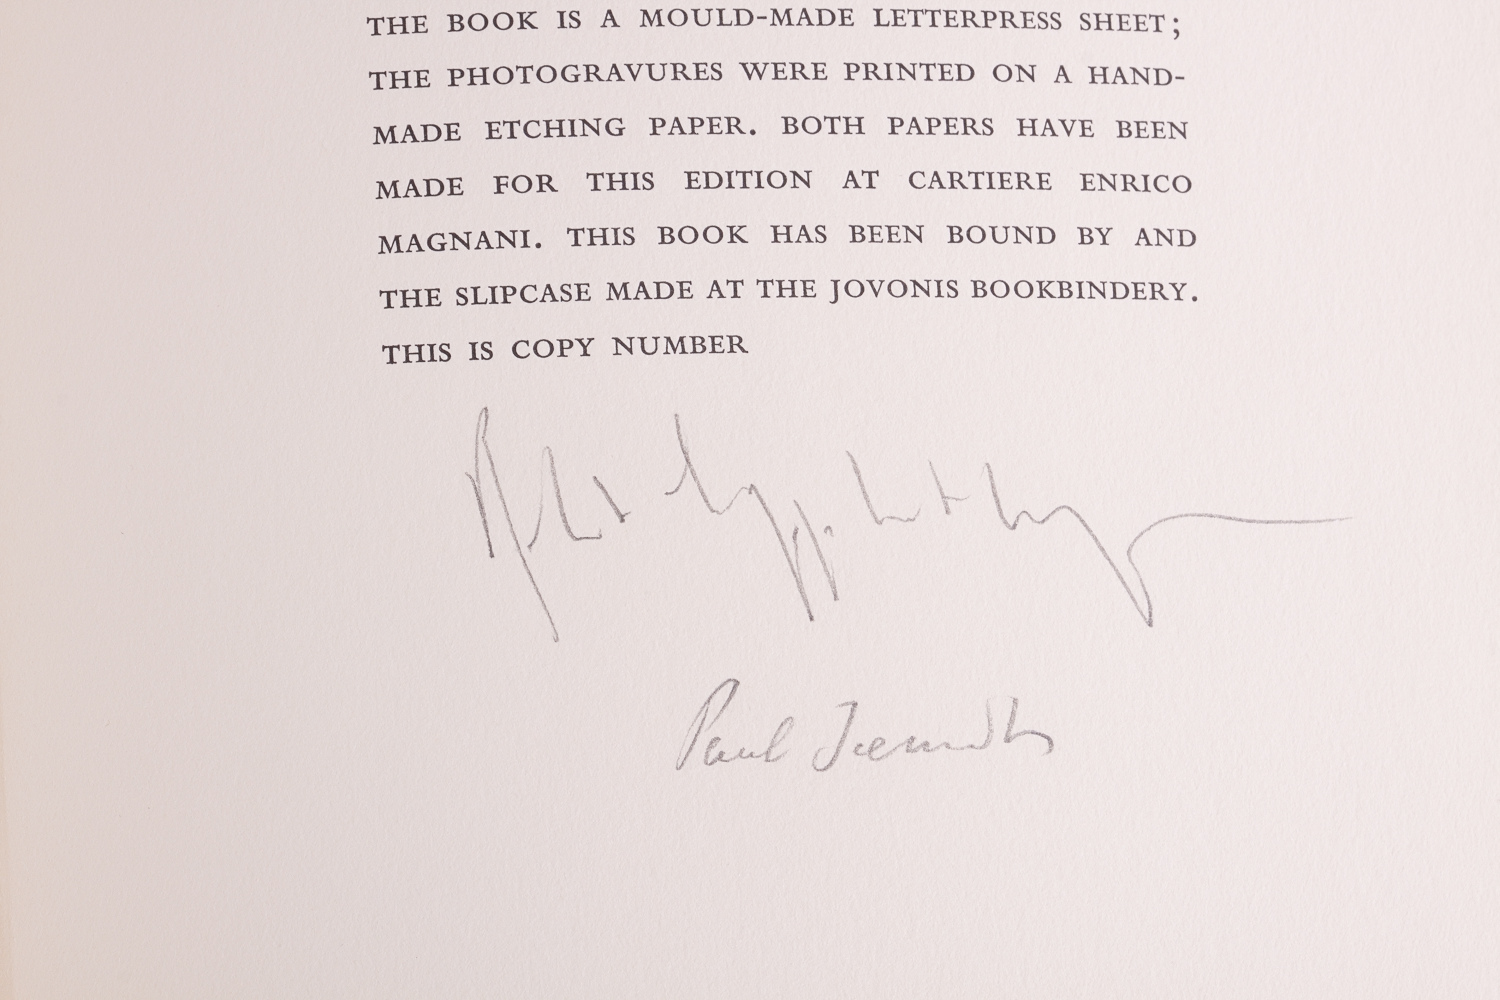 THE BOOK IS A MOULD-MADE LETTERPRESS SHEET;
THE PHOTOGRAVURES WERE PRINTED ON A HAND-
MADE ETCHING PAPER. BOTH PAPERS HAVE BEEN
MADE FOR THIS EDITION AT CARTIERE ENRICO
MAGNANI. THIS BOOK HAS BEEN BOUND BY AND
THE SLIPCASE MADE AT THE JOVONIS BOOKBINDERY.
THIS IS COPY NUMBER
Paul